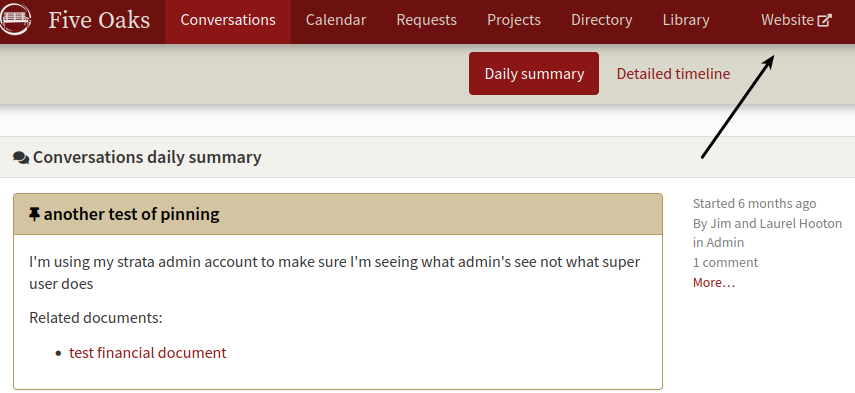 Five Oaks Conversations Calendar Requests Projects Directory Library Website
Daily summary Detailed timeline
Conversations daily summary
another test of pinning
I'm using my strata admin account to make sure I'm seeing what admin's see not what super
user does
Related documents:
• test financial document
Started 6 months ago
By Jim and Laurel Hooton
in Admin
1 comment
More…